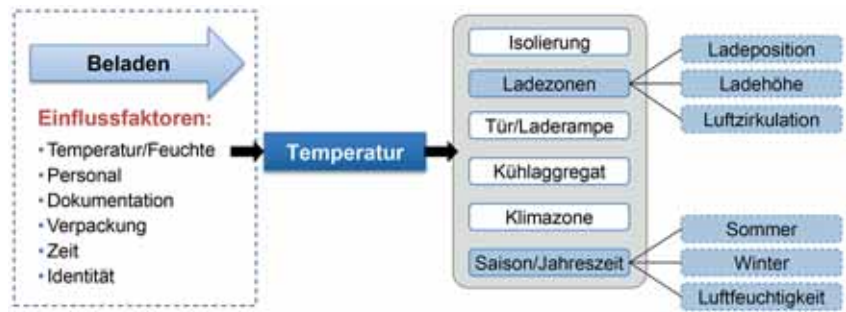 Beladen
Einflussfaktoren:
• Temperatur/Feuchte
• Personal
• Dokumentation
• Verpackung
• Zeit
• Identität
Temperatur
Isolierung
Ladezonen
Tür/Laderampe
Kühlaggregat
Klimazone
Saison/Jahreszeit
Ladeposition
Ladehöhe
Luftzirkulation
Sommer
Winter
Luftfeuchtigkeit